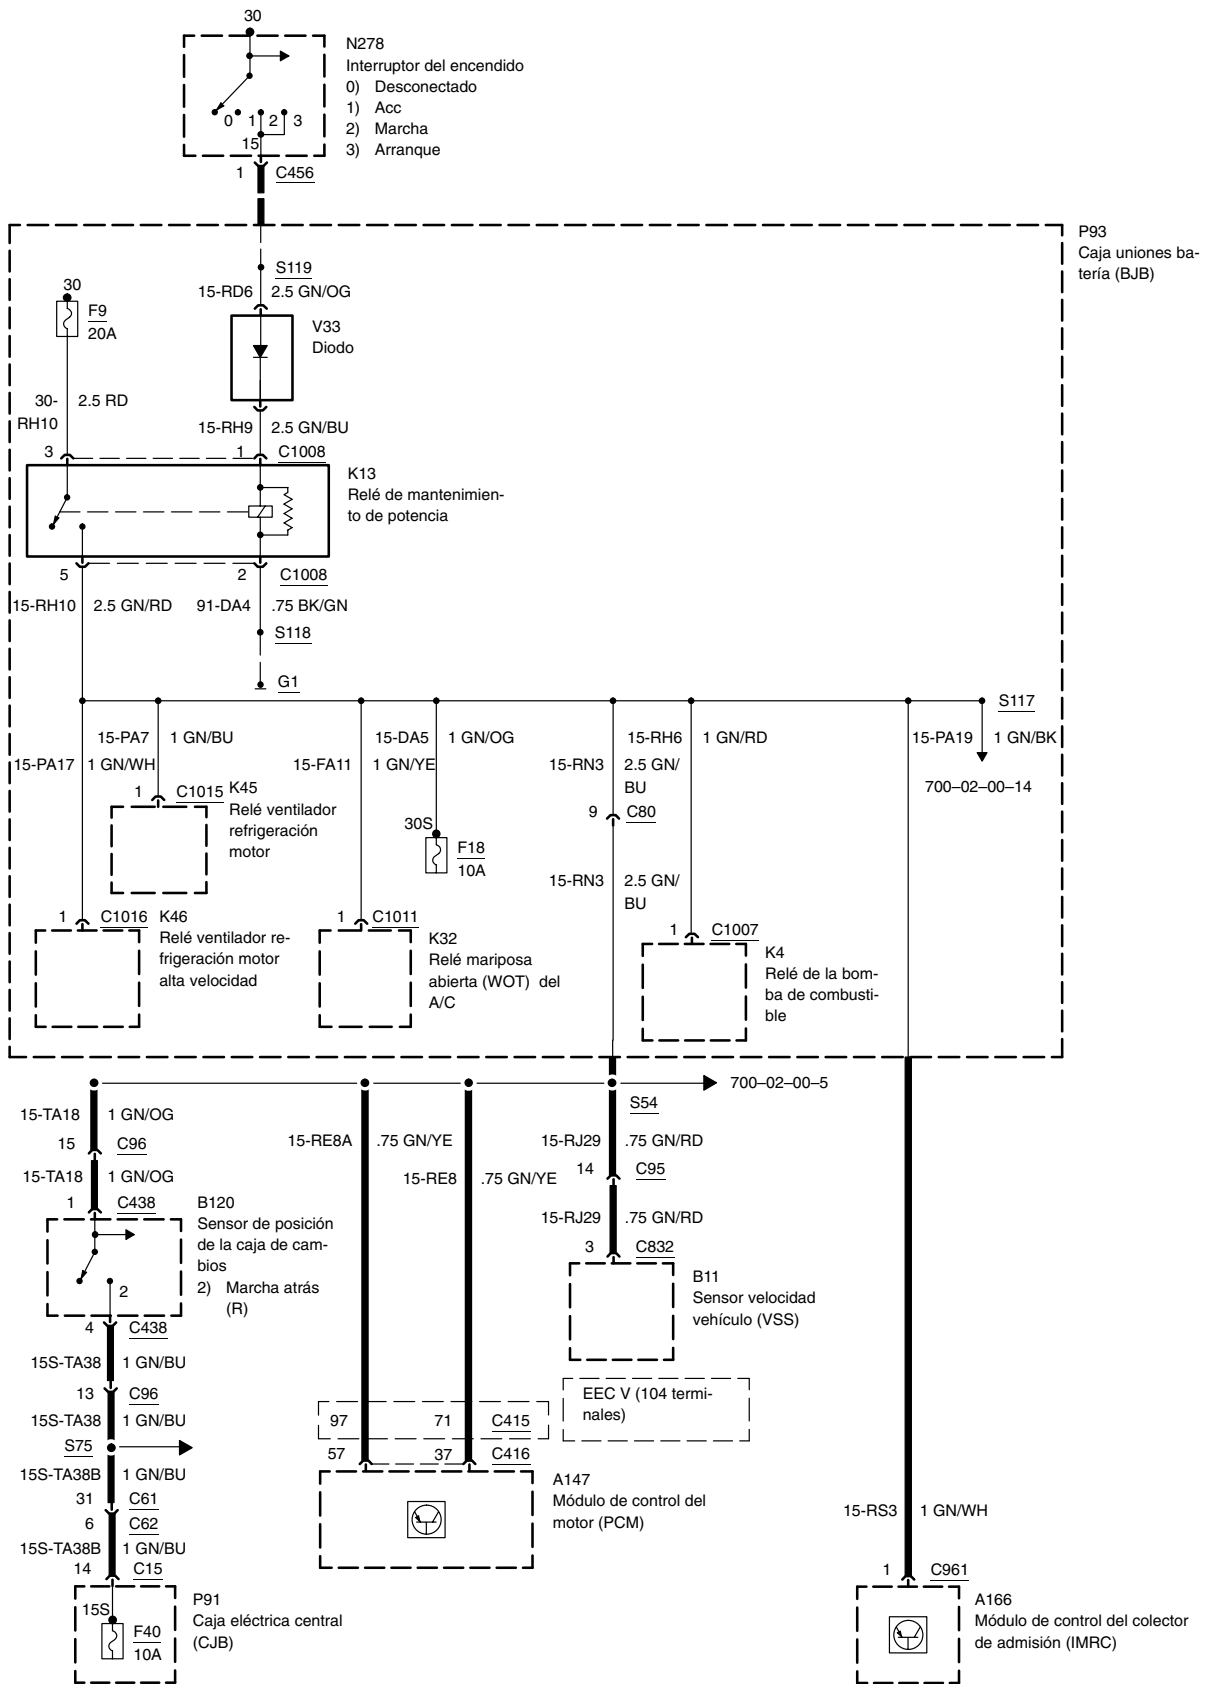 30
N278
Interruptor del encendido
0) Desconectado
1) Acc
2) Marcha
3) Arranque
0 1 2 3
15
1 C456
P93
Caja uniones ba-
tería (BJB)
S119
15-RD6 2.5 GN/OG
30
F9
20A
V33
Diodo
30-
RH10
2.5 RD
15-RH9 2.5 GN/BU
3 1 C1008
K13
Relé de mantenimien-
to de potencia
5 2 C1008
15-RH10 2.5 GN/RD 91-DA4 .75 BK/GN
S118
G1
S117
15-PA7 1 GN/BU 15-DA5 1 GN/OG 15-RH6 1 GN/RD 15-PA19 1 GN/BK
15-PA17 1 GN/WH 15-FA11 1 GN/YE 15-RN3 2.5 GN/
BU
700–02–00–14
1 C1015 K45
Relé ventilador
refrigeración
motor
9 C80
30S
F18
10A
15-RN3 2.5 GN/
BU
1 C1016 K46
Relé ventilador re-
frigeración motor
alta velocidad
1 C1011
K32
Relé mariposa
abierta (WOT) del
A/C
1 C1007
K4
Relé de la bom-
ba de combusti-
ble
700–02–00–5
S54
15-TA18 1 GN/OG
15 C96
15-TA18 1 GN/OG
1 C438
15-RE8A .75 GN/YE
15-RE8 .75 GN/YE
15-RJ29 .75 GN/RD
14 C95
15-RJ29 .75 GN/RD
3 C832
B120
Sensor de posición
de la caja de cam-
bios
2) Marcha atrás
(R)
2
B11
Sensor velocidad
vehículo (VSS)
4 C438
15S-TA38 1 GN/BU
13 C96
15S-TA38 1 GN/BU
S75
15S-TA38B 1 GN/BU
31 C61
6 C62
15S-TA38B 1 GN/BU
14 C15
EEC V (104 termi-
nales)
97 71 C415
57 37 C416
A147
Módulo de control del
motor (PCM)
15-RS3 1 GN/WH
1 C961
P91
Caja eléctrica central
(CJB)
15S
F40
10A
A166
Módulo de control del colector
de admisión (IMRC)